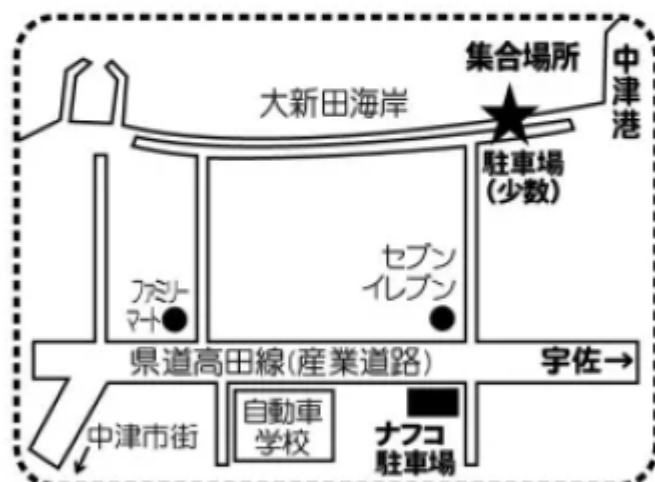 集合場所
中津港
大新田海岸
駐車場
(少数)
セブン
イレブン
ファミリー
マート
県道高田線(産業道路)
宇佐→
自動車
学校
ナフコ
駐車場
中津市街